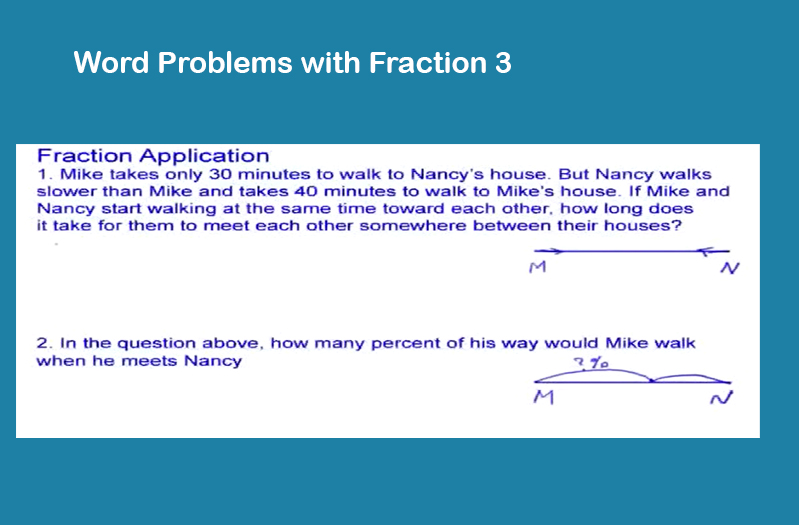 Word Problems with Fraction 3
Fraction Application
1. Mike takes only 30 minutes to walk to Nancy's house. But Nancy walks
slower than Mike and takes 40 minutes to walk to Mike's house. If Mike and
Nancy start walking at the same time toward each other, how long does
it take for them to meet each other somewhere between their houses?
M N
2. In the question above, how many percent of his way would Mike walk
when he meets Nancy
? %
M N